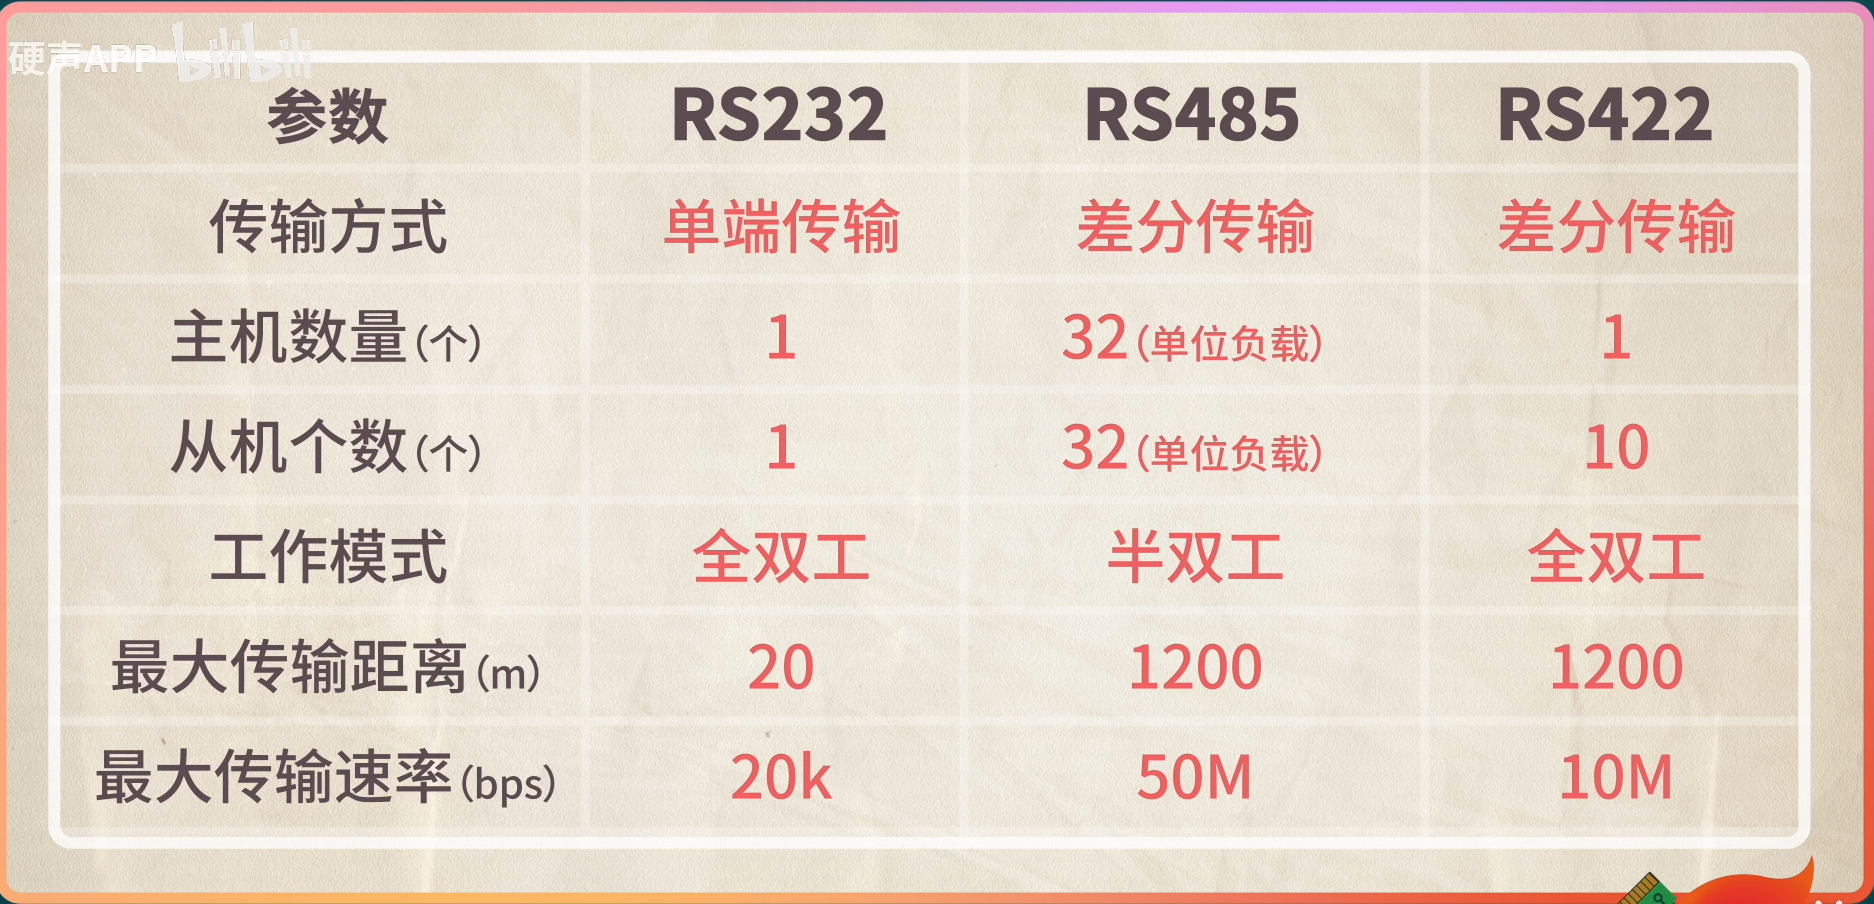 硬声APP bilibili
参数 RS232 RS485 RS422
传输方式 单端传输 差分传输 差分传输
主机数量(个) 1 32(单位负载) 1
从机个数(个) 1 32(单位负载) 10
工作模式 全双工 半双工 全双工
最大传输距离(m) 20 1200 1200
最大传输速率(bps) 20k 50M 10M